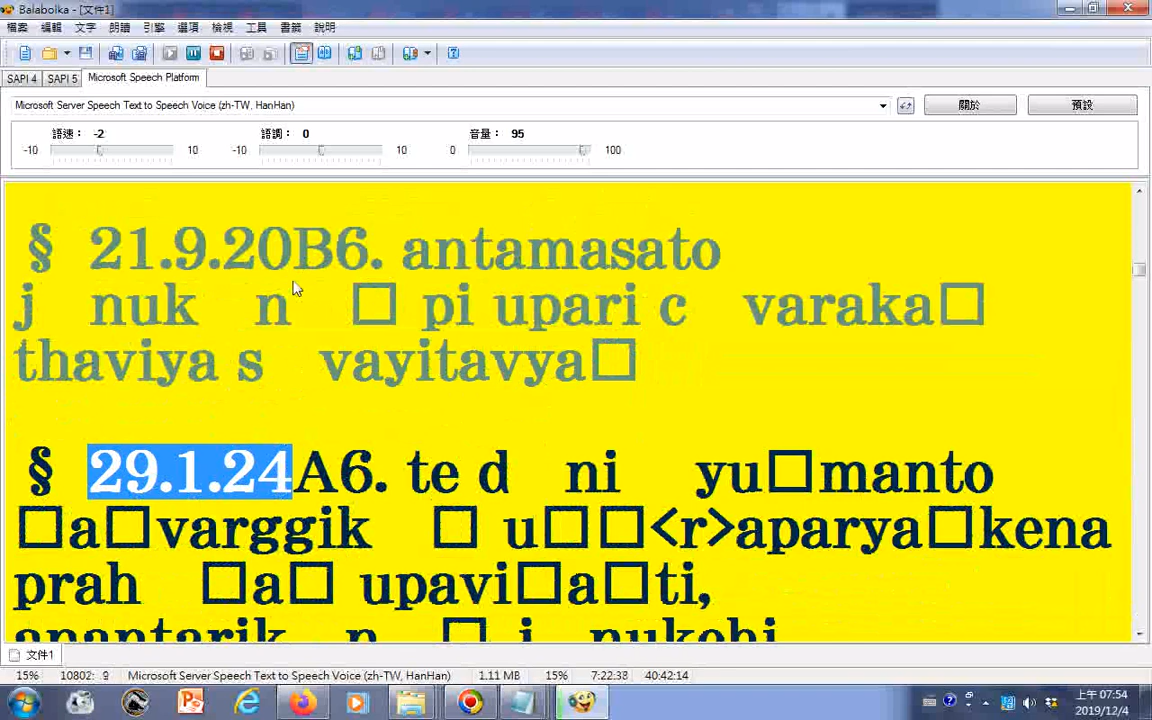 Balabolka - [文件1]
檔案 編輯 文字 朗讀 引擎 選項 檢視 工具 書籤 說明
SAPI 4 SAPI 5 Microsoft Speech Platform
Microsoft Server Speech Text to Speech Voice (zh-TW, HanHan) 關於 預設
語速： -2 語調： 0 音量： 95
-10 10 -10 10 0 100
§ 21.9.20B6. antamasato
j nuk n □ pi upari c varaka□
thaviya s vayitavya□
§ 29.1.24A6. te d ni yu□manto
□a□varggik □ u□□<r>aparya□kena
prah □a□ upavi□a□ti,
anantarik n □ j nukehi
文件1
15% 10802: 9 Microsoft Server Speech Text to Speech Voice (zh-TW, HanHan) 1.11 MB 15% 7:22:38 40:42:14
上午 07:54
2019/12/4